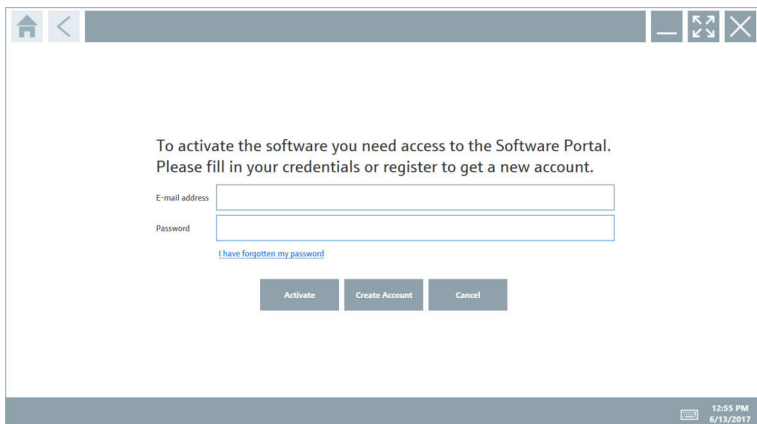 To activate the software you need access to the Software Portal.
Please fill in your credentials or register to get a new account.
E-mail address
Password
I have forgotten my password
Activate Create Account Cancel
12:55 PM
6/13/2017